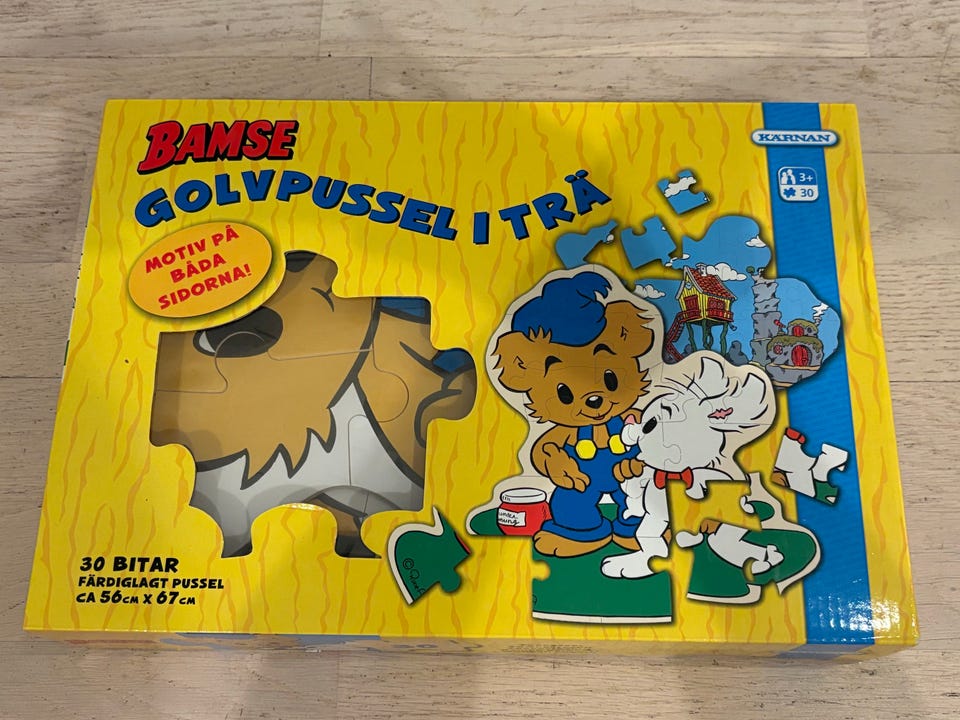 BAMSE
GOLVPUSSEL I TRÄ
MOTIV PÅ
BÅDA
SIDORNA!
KÄRNAN
3+
30
30 BITAR
FÄRDIGLAGT PUSSEL
CA 56CM X 67CM